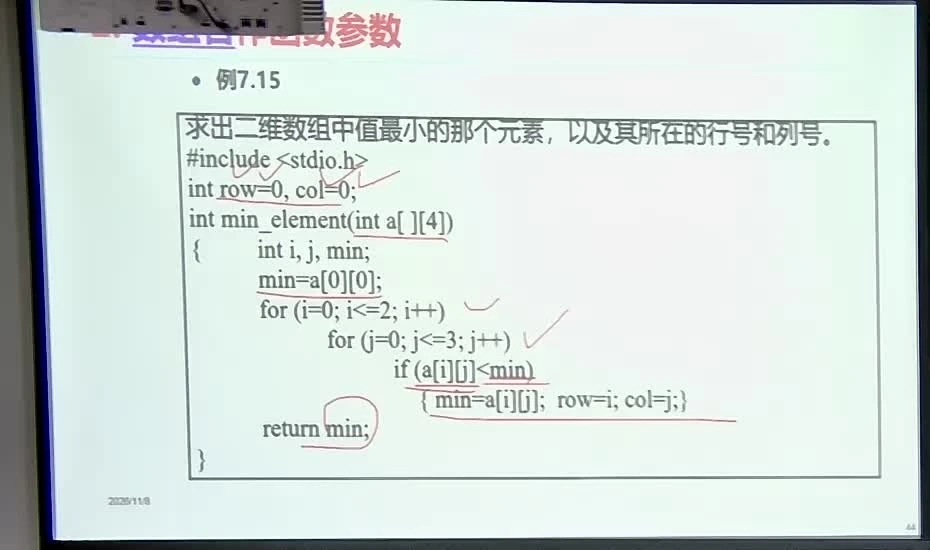 数组名作函数参数
• 例7.15
求出二维数组中值最小的那个元素，以及其所在的行号和列号。
#include <stdio.h>
int row=0, col=0;
int min_element(int a[ ][4])
{ int i, j, min;
min=a[0][0];
for (i=0; i<=2; i++)
for (j=0; j<=3; j++)
if (a[i][j]<min)
{ min=a[i][j]; row=i; col=j;}
return min;
}
44